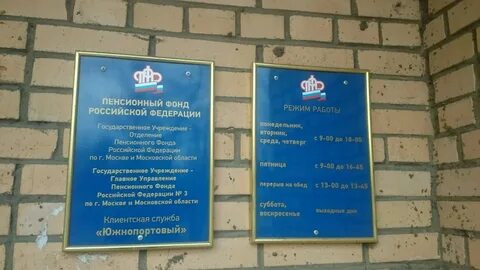 ПЕНСИОННЫЙ ФОНД
РОССИЙСКОЙ ФЕДЕРАЦИИ
Государственное Учреждение -
Отделение
Пенсионного Фонда
Российской Федерации
по г. Москве и Московской области
Государственное Учреждение -
Главное Управление
Пенсионного Фонда
Российской Федерации № 3
по г. Москве и Московской области
Клиентская служба
«Южнопортовый»
РЕЖИМ РАБОТЫ
понедельник,
вторник,
среда, четверг
с 9-00 до 18-00
пятница
с 9-00 до 16-45
перерыв на обед
с 13-00 до 13-45
суббота,
воскресенье
выходные дни